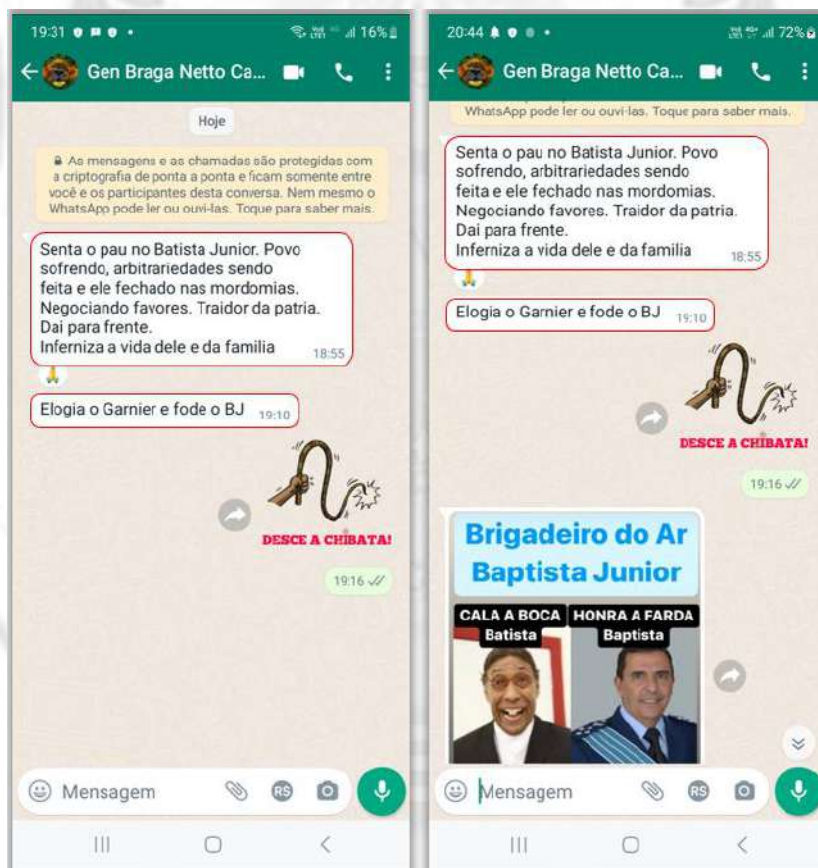 19:31
16%
Gen Braga Netto Ca...
Hoje
As mensagens e as chamadas são protegidas com
a criptografia de ponta a ponta e ficam somente entre
você e os participantes desta conversa. Nem mesmo o
WhatsApp pode ler ou ouvi-las. Toque para saber mais.
Senta o pau no Batista Junior. Povo
sofrendo, arbitrariedades sendo
feita e ele fechado nas mordomias.
Negociando favores. Traidor da patria.
Dai para frente.
Inferniza a vida dele e da familia
18:55
Elogia o Garnier e fode o BJ 19:10
DESCE A CHIBATA!
19:16
Mensagem
R$
20:44
72%
Gen Braga Netto Ca...
WhatsApp pode ler ou ouvi-las. Toque para saber mais.
Senta o pau no Batista Junior. Povo
sofrendo, arbitrariedades sendo
feita e ele fechado nas mordomias.
Negociando favores. Traidor da patria.
Dai para frente.
Inferniza a vida dele e da familia
18:55
Elogia o Garnier e fode o BJ 19:10
DESCE A CHIBATA!
19:16
Brigadeiro do Ar
Baptista Junior
CALA A BOCA HONRA A FARDA
Batista Baptista
Mensagem
R$